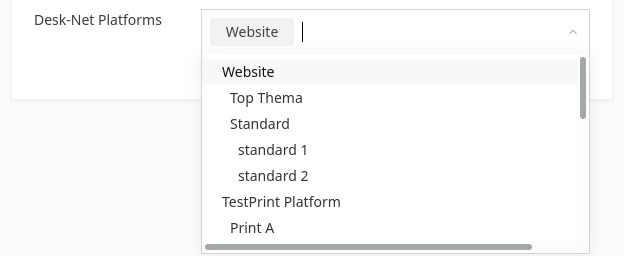 Desk-Net Platforms
Website
Website
Top Thema
Standard
standard 1
standard 2
TestPrint Platform
Print A